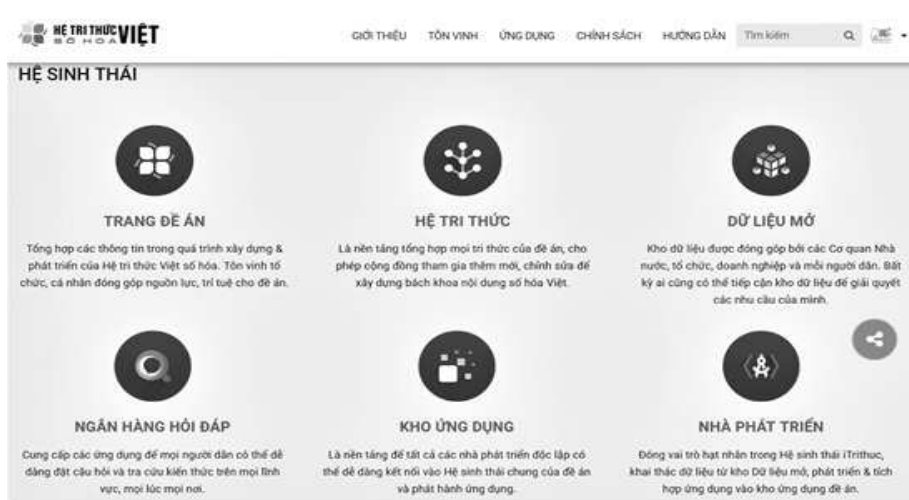 HỆ TRI THỨC VIỆT
SỐ HOA
GIỚI THIỆU TÔN VINH ỨNG DỤNG CHÍNH SÁCH HƯỚNG DẪN Tìm kiếm
HỆ SINH THÁI
TRANG ĐỀ ÁN
Tổng hợp các thông tin trong quá trình xây dựng &
phát triển của Hệ tri thức Việt số hóa. Tôn vinh tổ
chức, cá nhân đóng góp nguồn lực, trí tuệ cho đề án.
HỆ TRI THỨC
Là nền tảng tổng hợp mọi tri thức của đề án, cho
phép cộng đồng tham gia thêm mới, chỉnh sửa để
xây dựng bách khoa nội dung số hóa Việt.
DỮ LIỆU MỞ
Kho dữ liệu được đóng góp bởi các Cơ quan Nhà
nước, tổ chức, doanh nghiệp và mỗi người dân. Bất
kỳ ai cũng có thể tiếp cận kho dữ liệu để giải quyết
các nhu cầu của mình.
NGÂN HÀNG HỎI ĐÁP
Cung cấp các ứng dụng để mọi người dân có thể dễ
dàng đặt câu hỏi và tra cứu kiến thức trên mọi lĩnh
vực, mọi lúc mọi nơi.
KHO ỨNG DỤNG
Là nền tảng để tất cả các nhà phát triển độc lập có
thể dễ dàng kết nối vào Hệ sinh thái chung của đề án
và phát hành ứng dụng.
NHÀ PHÁT TRIỂN
Đóng vai trò hạt nhân trong Hệ sinh thái iTrithuc,
khai thác dữ liệu từ kho Dữ liệu mở, phát triển & tích
hợp ứng dụng vào kho ứng dụng đề án.